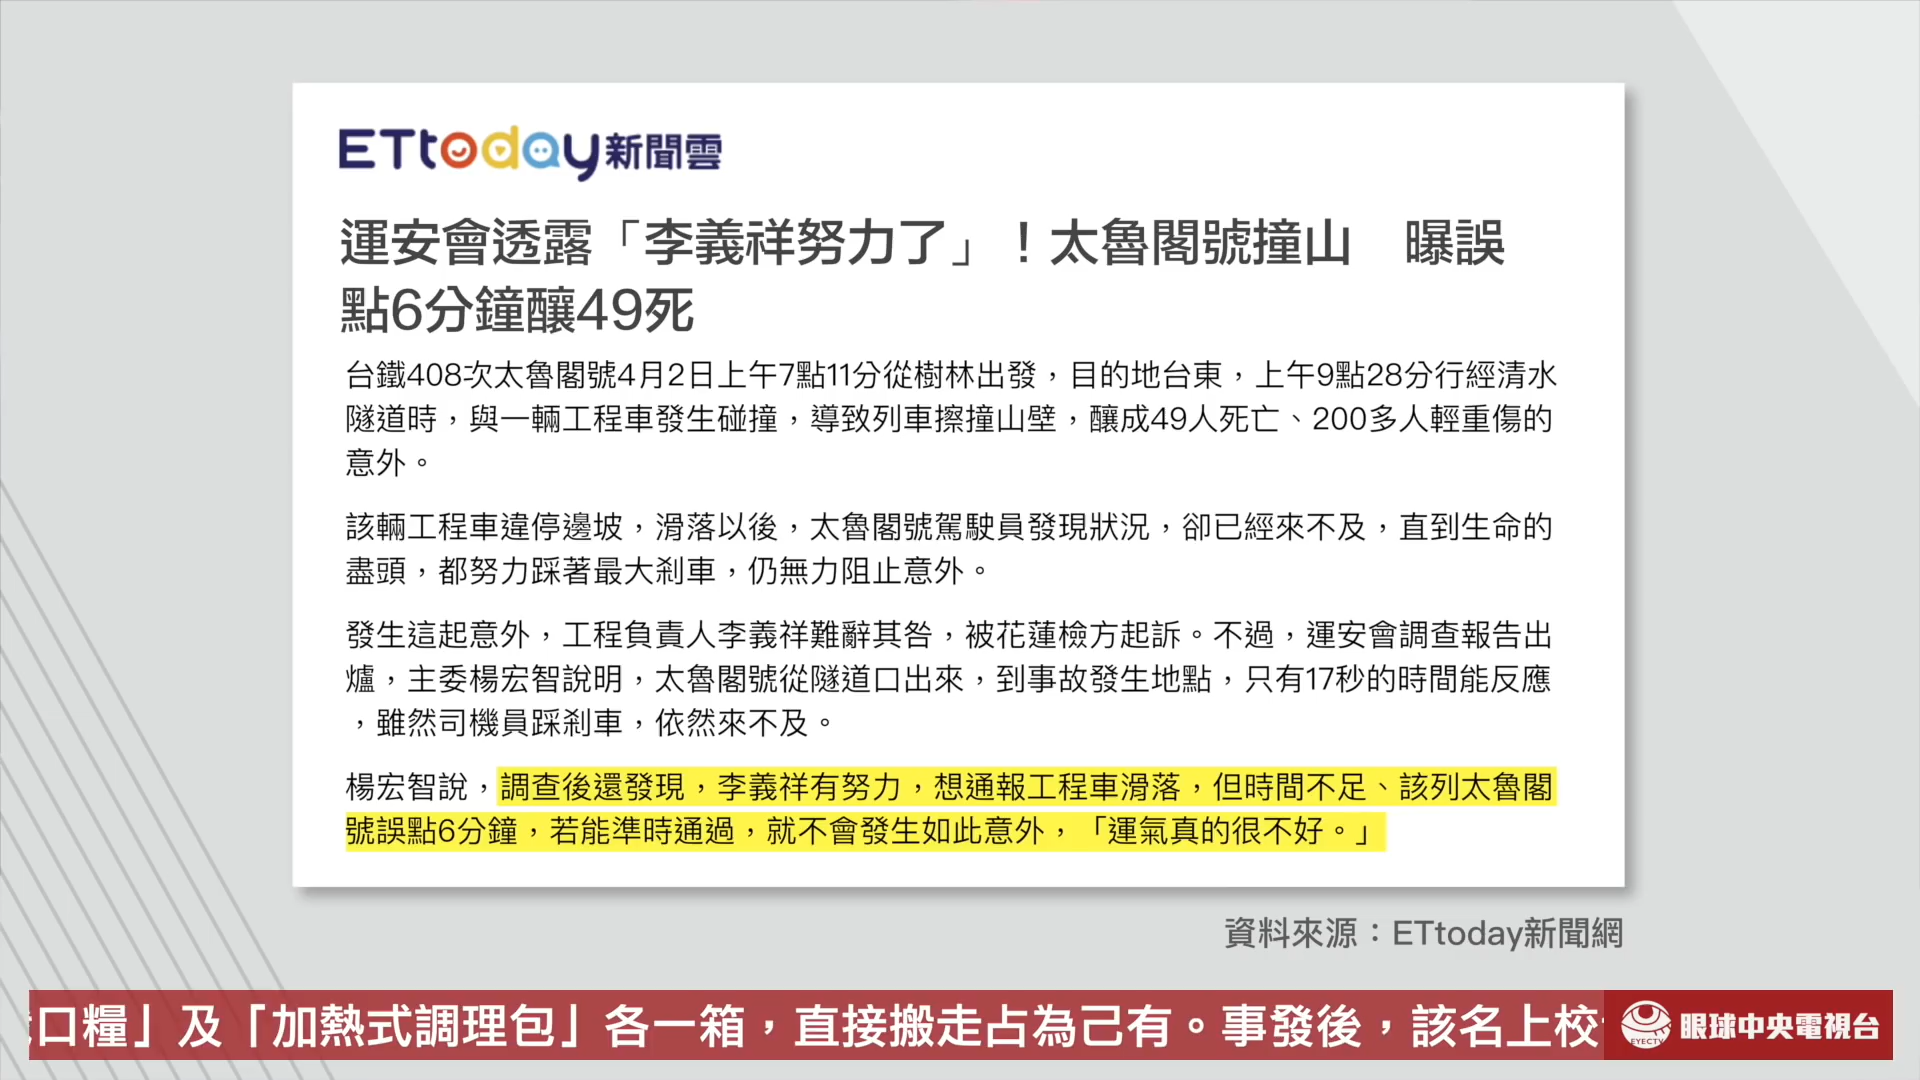 ETtoday新聞雲
運安會透露「李義祥努力了」！太魯閣號撞山　曝誤
點6分鐘釀49死
台鐵408次太魯閣號4月2日上午7點11分從樹林出發，目的地台東，上午9點28分行經清水
隧道時，與一輛工程車發生碰撞，導致列車擦撞山壁，釀成49人死亡、200多人輕重傷的
意外。
該輛工程車違停邊坡，滑落以後，太魯閣號駕駛員發現狀況，卻已經來不及，直到生命的
盡頭，都努力踩著最大剎車，仍無力阻止意外。
發生這起意外，工程負責人李義祥難辭其咎，被花蓮檢方起訴。不過，運安會調查報告出
爐，主委楊宏智說明，太魯閣號從隧道口出來，到事故發生地點，只有17秒的時間能反應
，雖然司機員踩剎車，依然來不及。
楊宏智說，調查後還發現，李義祥有努力，想通報工程車滑落，但時間不足、該列太魯閣
號誤點6分鐘，若能準時通過，就不會發生如此意外，「運氣真的很不好。」
資料來源：ETtoday新聞網
口糧」及「加熱式調理包」各一箱，直接搬走占為己有。事發後，該名上校
EYECTV 眼球中央電視台